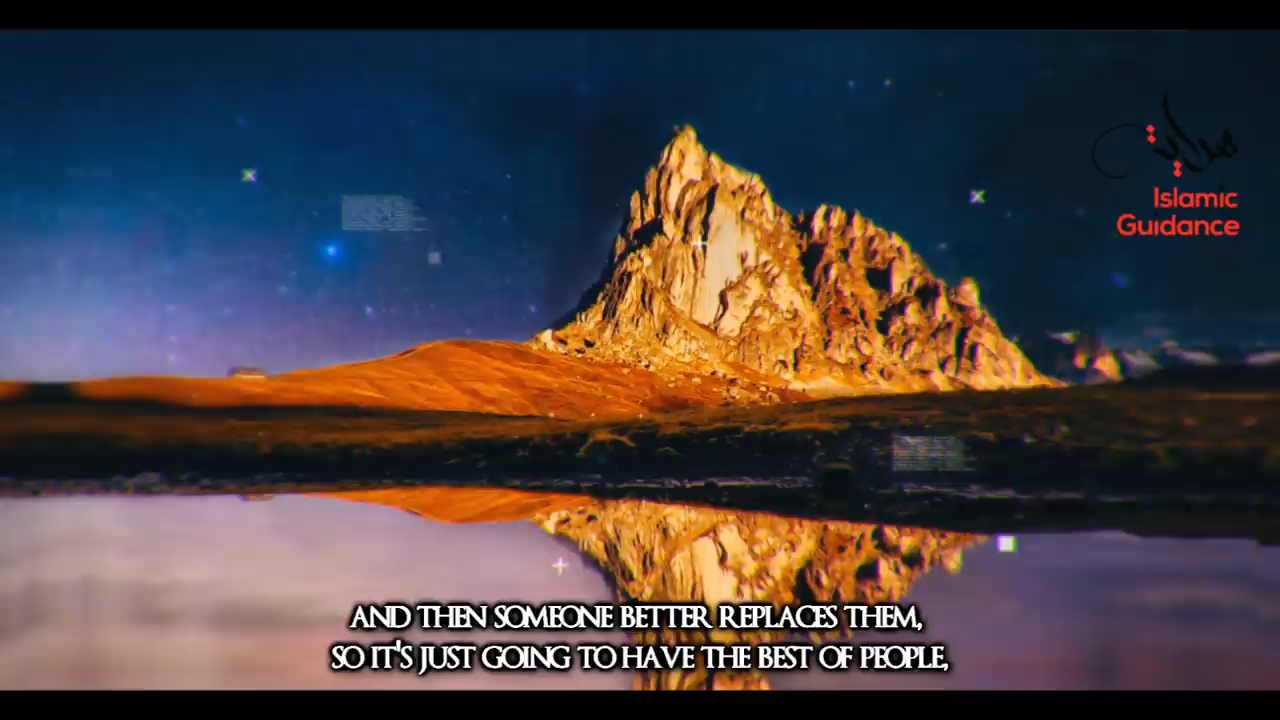 Islamic
Guidance
AND THEN SOMEONE BETTER REPLACES THEM,
SO IT'S JUST GOING TO HAVE THE BEST OF PEOPLE,